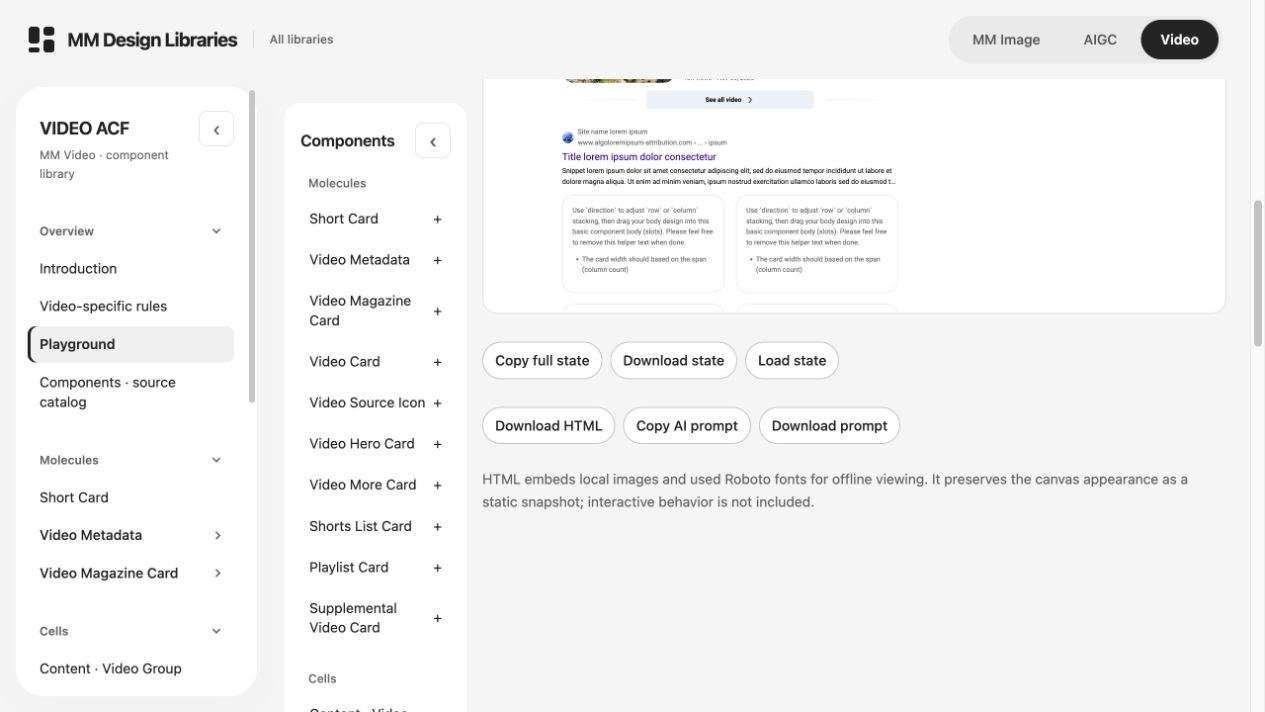 MM Design Libraries
All libraries
MM Image
AIGC
Video
VIDEO ACF
MM Video · component
library
Overview
Introduction
Video-specific rules
Playground
Components · source
catalog
Molecules
Short Card
Video Metadata
Video Magazine Card
Cells
Content · Video Group
Components
Molecules
Short Card +
Video Metadata +
Video Magazine
Card +
Video Card +
Video Source Icon +
Video Hero Card +
Video More Card +
Shorts List Card +
Playlist Card +
Supplemental
Video Card +
Cells
See all video
Site name lorem ipsum
www.algoloremipsum-attribution.com › ... › ipsum
Title lorem ipsum dolor consectetur
Snippet lorem ipsum dolor sit amet consectetur adipiscing elit, sed do eiusmod tempor incididunt ut labore et
dolore magna aliqua. Ut enim ad minim veniam, ipsum nostrud exercitation ullamco laboris sed do eiusmod t...
Use `direction` to adjust `row` or `column`
stacking, then drag your body design into this
basic component body (slots). Please feel free
to remove this helper text when done.
• The card width should based on the span
(column count)
Use `direction` to adjust `row` or `column`
stacking, then drag your body design into this
basic component body (slots). Please feel free
to remove this helper text when done.
• The card width should based on the span
(column count)
Copy full state
Download state
Load state
Download HTML
Copy AI prompt
Download prompt
HTML embeds local images and used Roboto fonts for offline viewing. It preserves the canvas appearance as a
static snapshot; interactive behavior is not included.